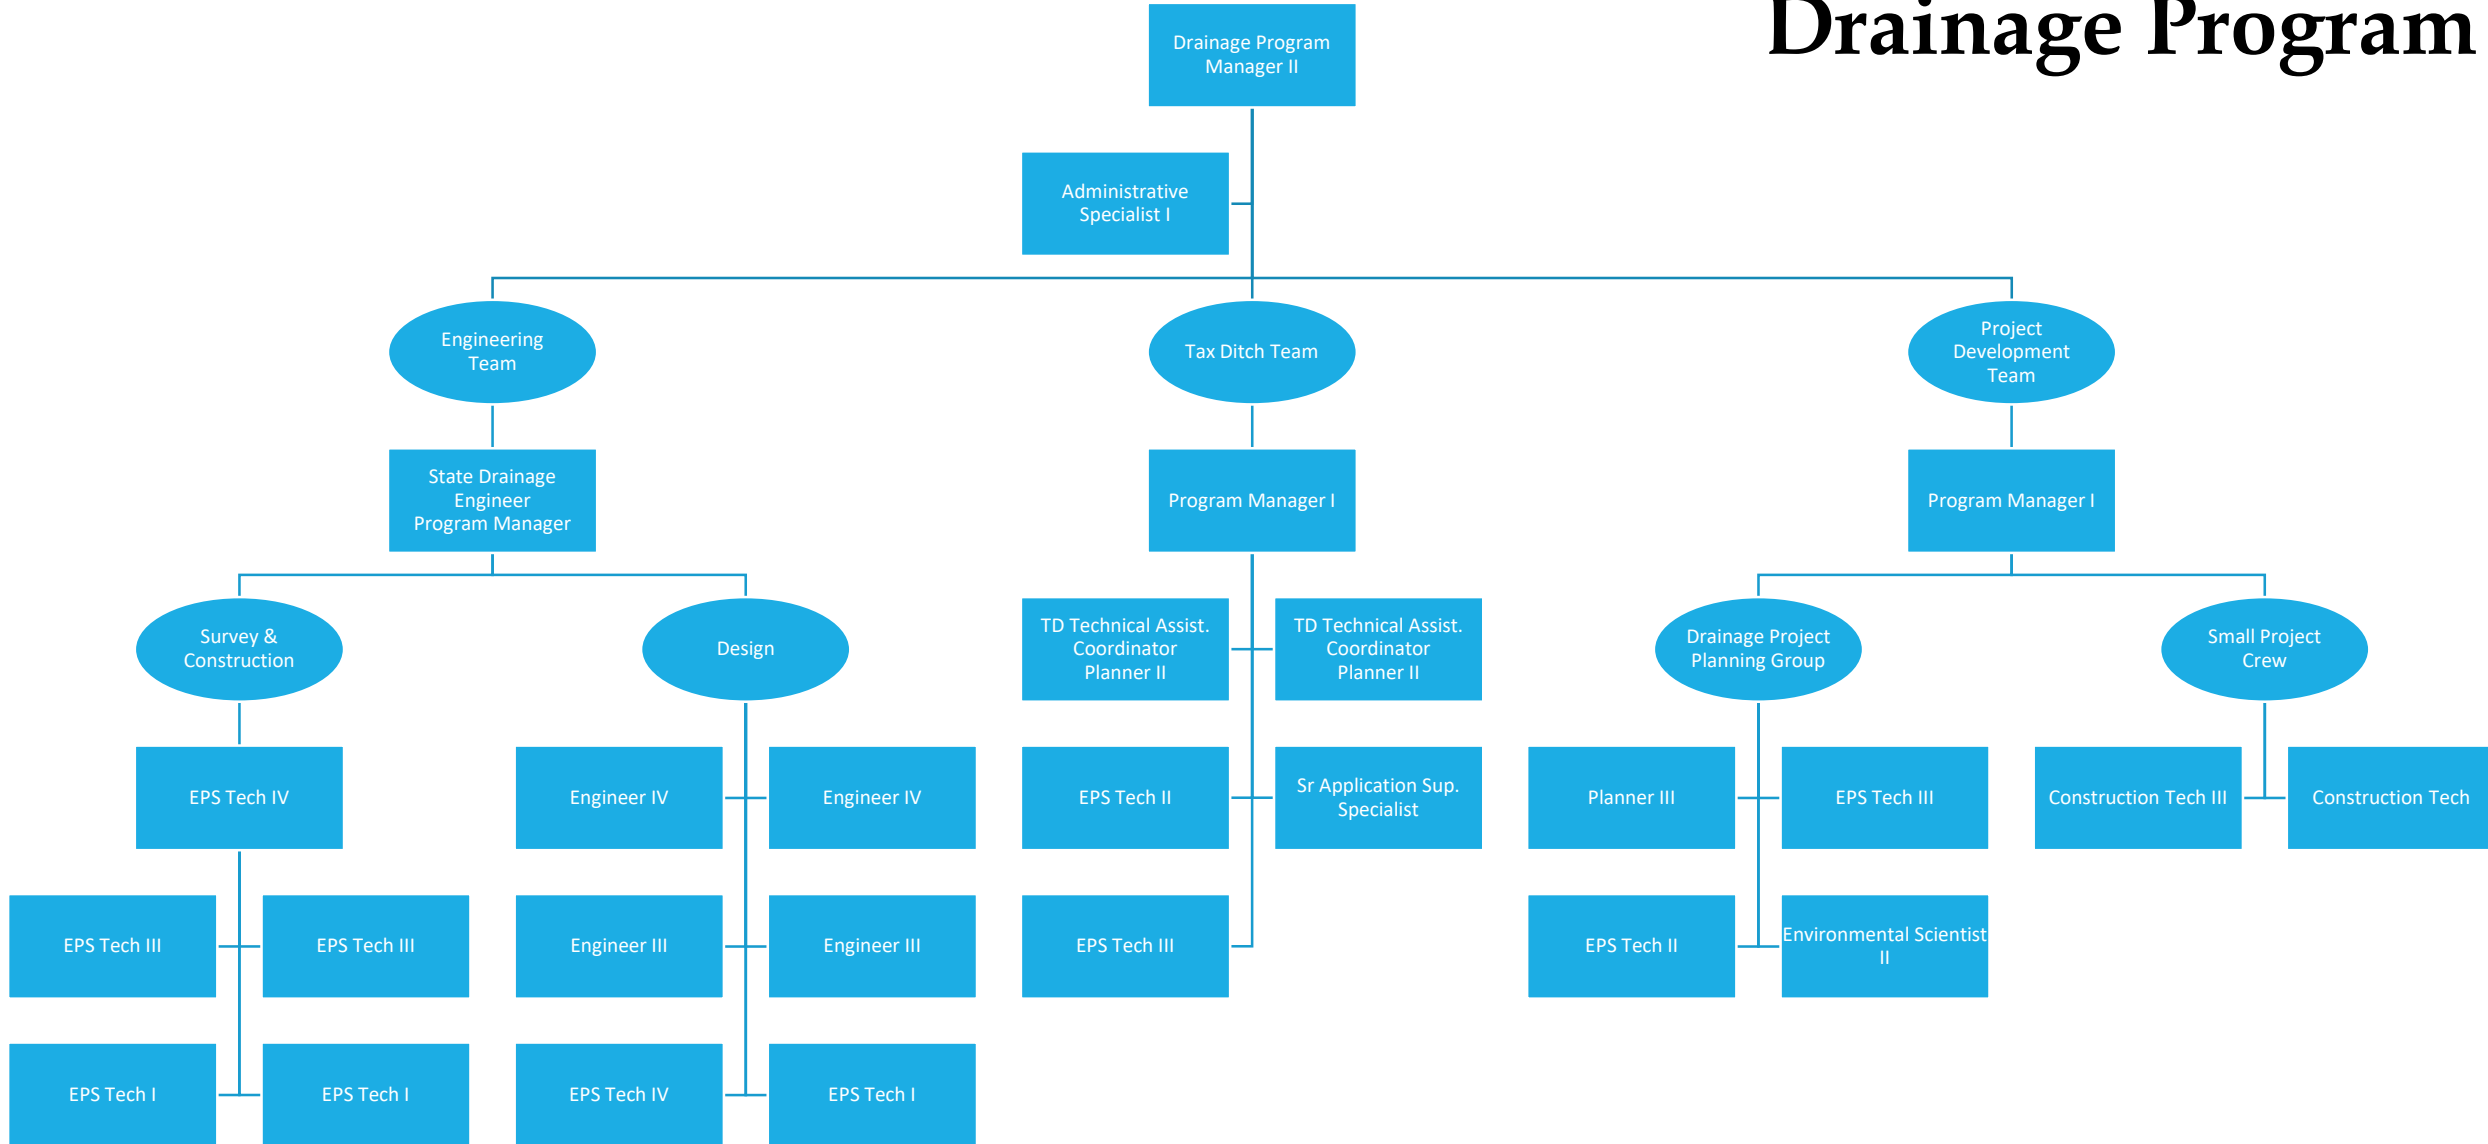 Drainage Program
Drainage Program
Manager II
Administrative
Specialist I
Engineering
Team
Tax Ditch Team
Project
Development
Team
State Drainage
Engineer
Program Manager
Program Manager I
Program Manager I
Survey &
Construction
Design
TD Technical Assist.
Coordinator
Planner II
TD Technical Assist.
Coordinator
Planner II
Drainage Project
Planning Group
Small Project
Crew
EPS Tech IV
Engineer IV
Engineer IV
EPS Tech II
Sr Application Sup.
Specialist
Planner III
EPS Tech III
Construction Tech III
Construction Tech
EPS Tech III
EPS Tech III
Engineer III
Engineer III
EPS Tech III
EPS Tech II
Environmental Scientist
II
EPS Tech I
EPS Tech I
EPS Tech IV
EPS Tech I